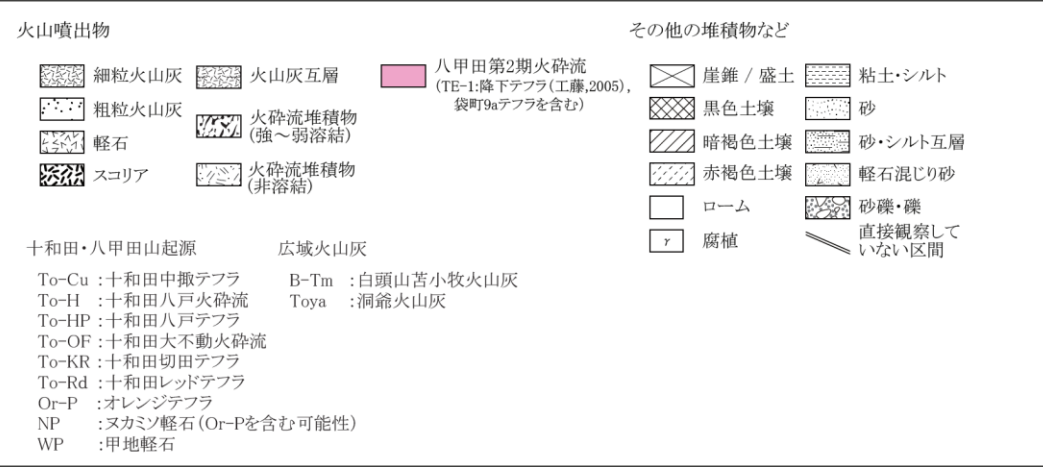 火山噴出物
細粒火山灰
粗粒火山灰
軽石
スコリア
火山灰互層
火砕流堆積物
(強~弱溶結)
火砕流堆積物
(非溶結)
八甲田第2期火砕流
(TE-1:降下テフラ(工藤,2005),
袋町9aテフラを含む)
その他の堆積物など
崖錐 / 盛土
黒色土壌
暗褐色土壌
赤褐色土壌
ローム
γ 腐植
粘土・シルト
砂
砂・シルト互層
軽石混じり砂
砂礫・礫
直接観察して
いない区間
十和田・八甲田山起源
To-Cu :十和田中掫テフラ
To-H :十和田八戸火砕流
To-HP :十和田八戸テフラ
To-OF :十和田大不動火砕流
To-KR :十和田切田テフラ
To-Rd :十和田レッドテフラ
Or-P :オレンジテフラ
NP :ヌカミソ軽石(Or-Pを含む可能性)
WP :甲地軽石
広域火山灰
B-Tm :白頭山苫小牧火山灰
Toya :洞爺火山灰